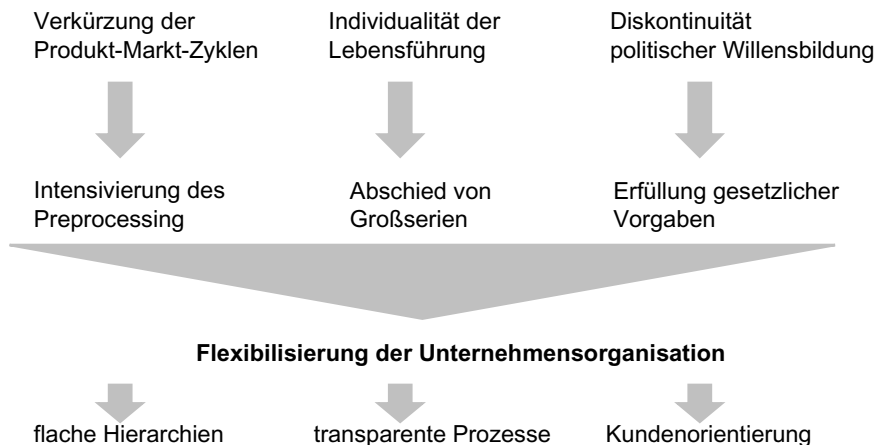 Verkürzung der
Produkt-Markt-Zyklen
Individualität der
Lebensführung
Diskontinuität
politischer Willensbildung
Intensivierung des
Preprocessing
Abschied von
Großserien
Erfüllung gesetzlicher
Vorgaben
Flexibilisierung der Unternehmensorganisation
flache Hierarchien
transparente Prozesse
Kundenorientierung